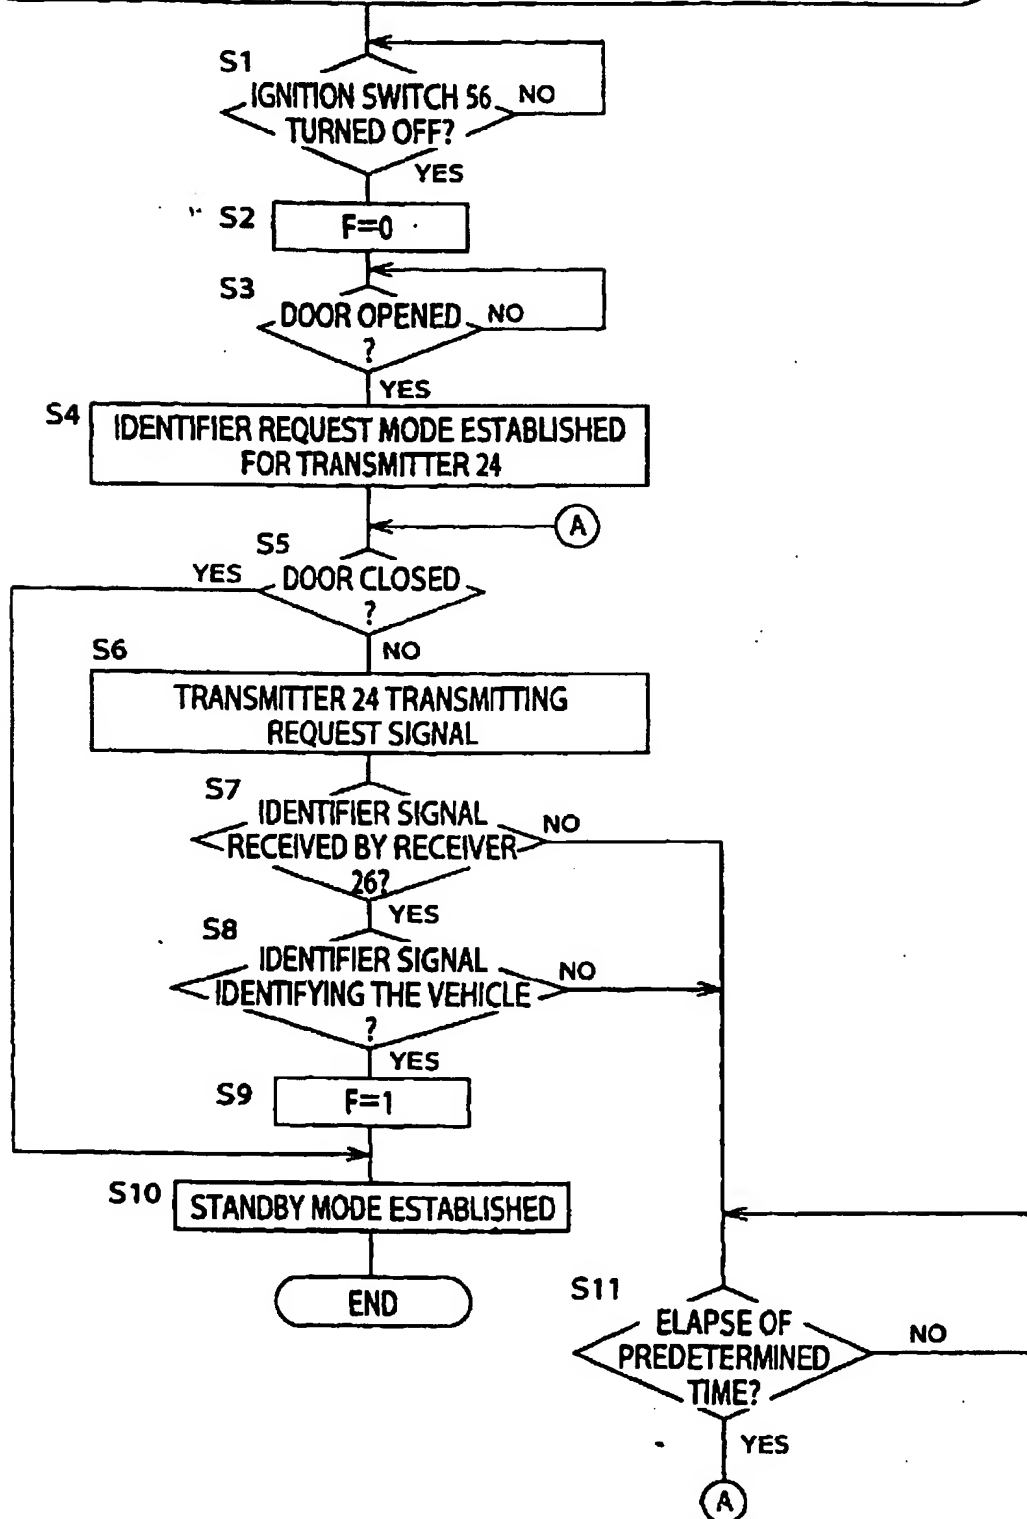 S1
IGNITION SWITCH 56
TURNED OFF?
NO
YES
S2
F=0
S3
DOOR OPENED
?
NO
YES
S4
IDENTIFIER REQUEST MODE ESTABLISHED
FOR TRANSMITTER 24
A
S5
YES
DOOR CLOSED
?
NO
S6
TRANSMITTER 24 TRANSMITTING
REQUEST SIGNAL
S7
IDENTIFIER SIGNAL
RECEIVED BY RECEIVER
26?
NO
YES
S8
IDENTIFIER SIGNAL
IDENTIFYING THE VEHICLE
?
NO
YES
S9
F=1
S10
STANDBY MODE ESTABLISHED
END
S11
ELAPSE OF
PREDETERMINED
TIME?
NO
YES
A